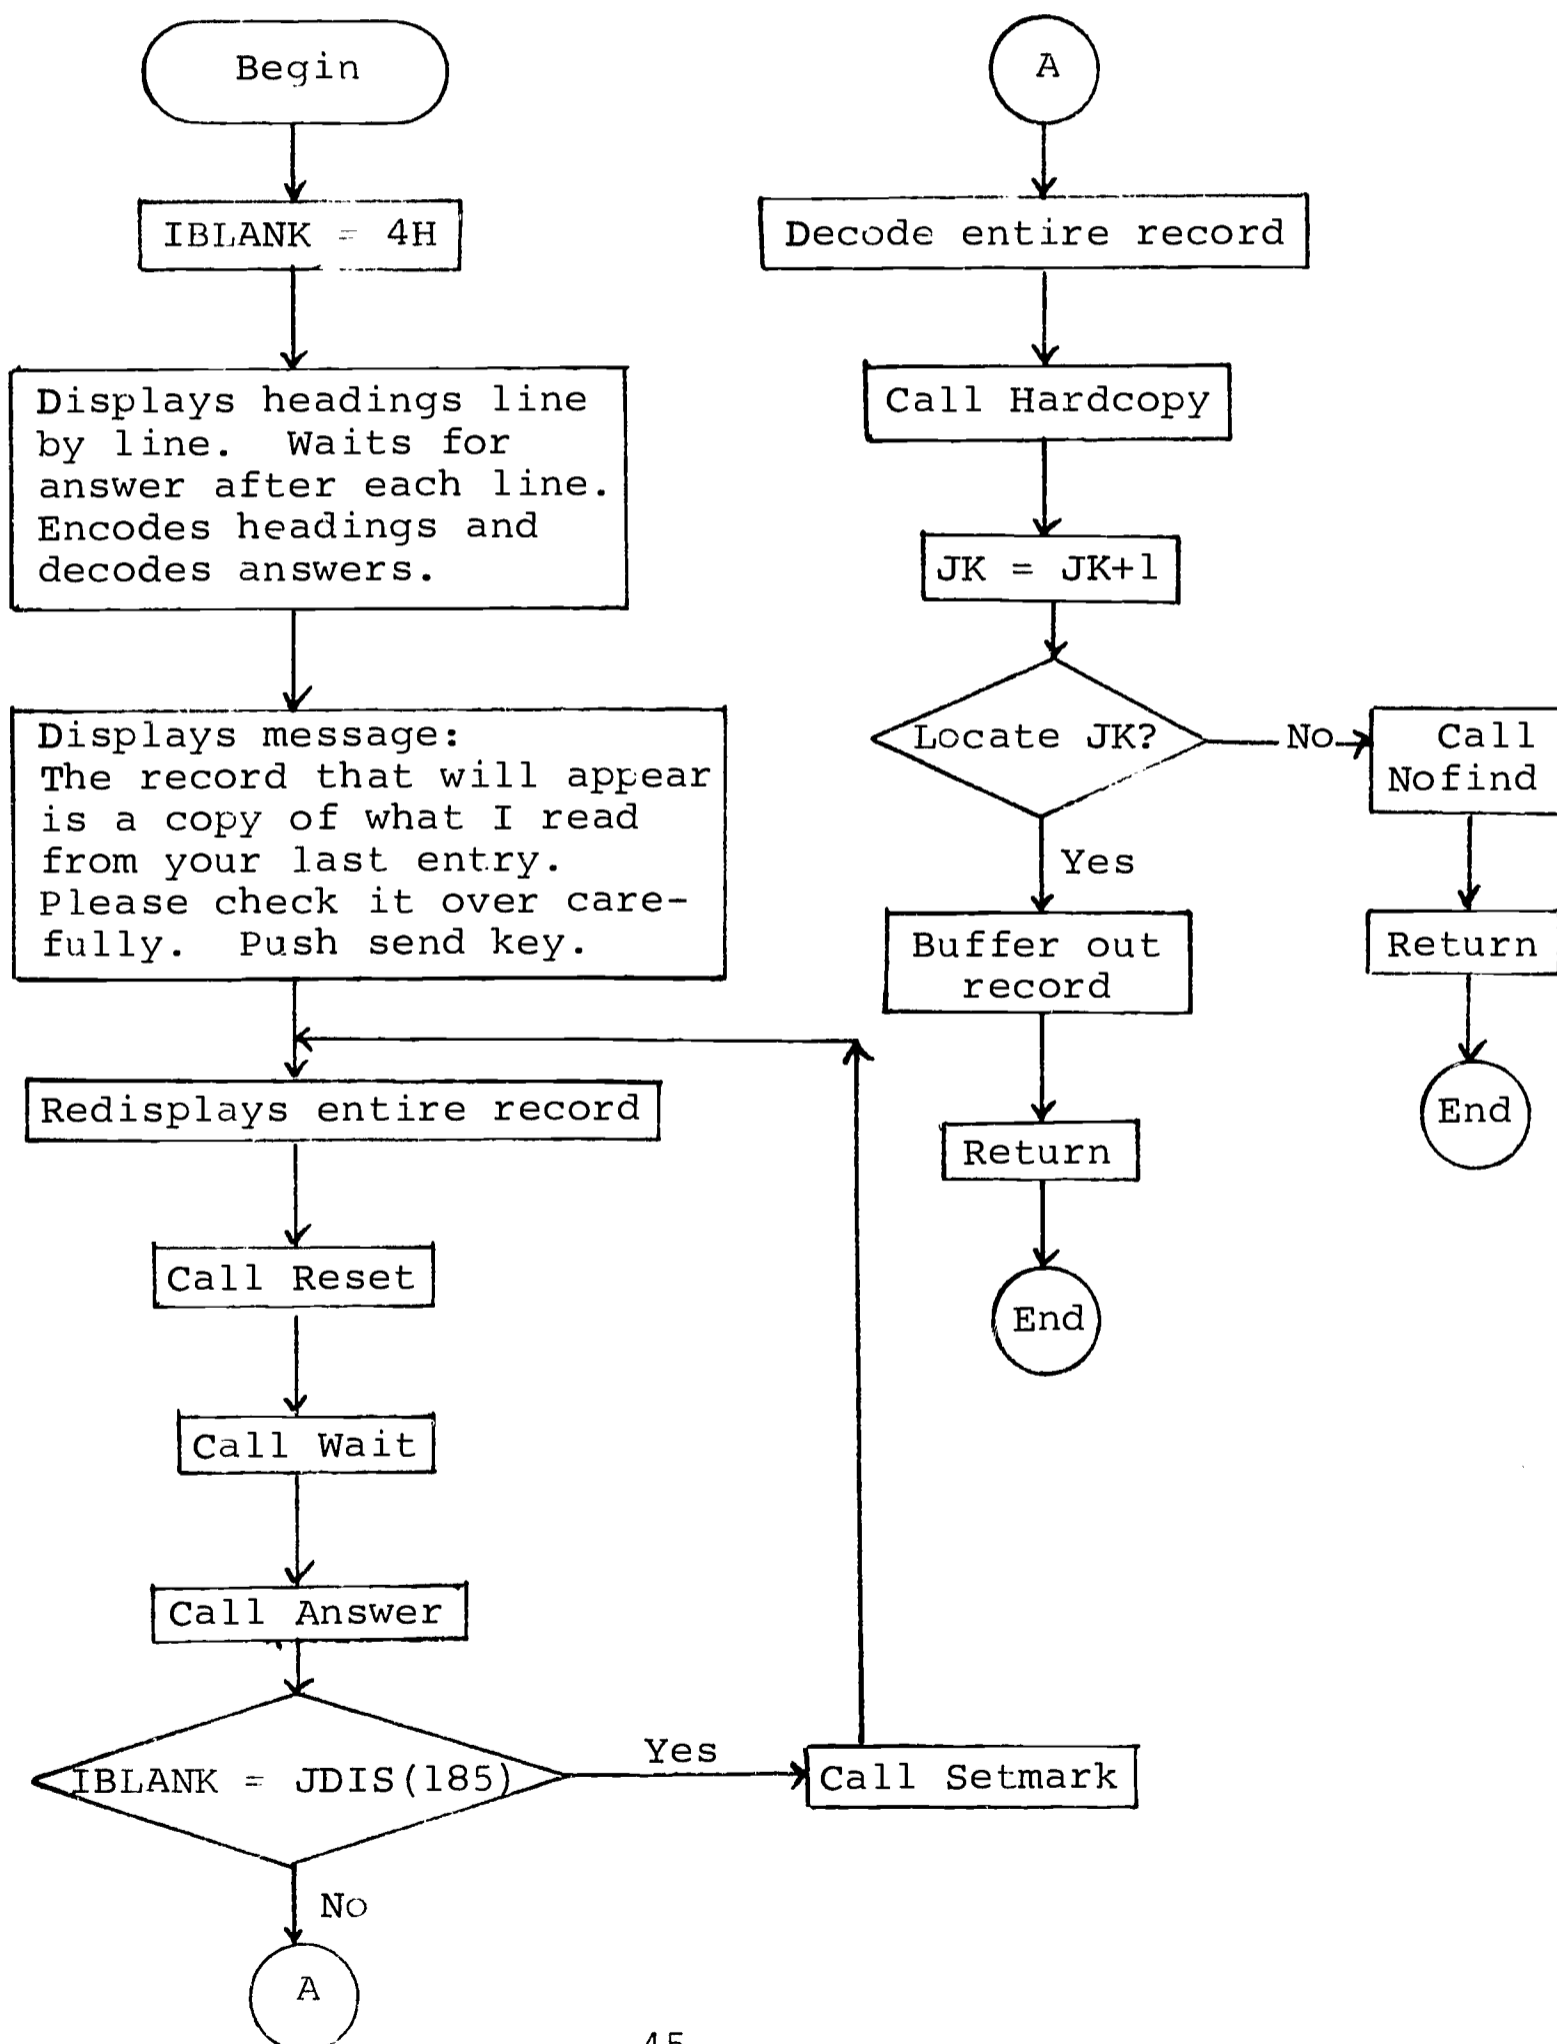 Begin
IBLANK = 4H
Displays headings line
by line.  Waits for
answer after each line.
Encodes headings and
decodes answers.
Displays message:
The record that will appear
is a copy of what I read
from your last entry.
Please check it over care-
fully.  Push send key.
Redisplays entire record
Call Reset
Call Wait
Call Answer
IBLANK = JDIS(185)
Yes
Call Setmark
No
A
A
Decode entire record
Call Hardcopy
JK = JK+1
Locate JK?
No
Call
Nofind
Return
End
Yes
Buffer out
record
Return
End
45